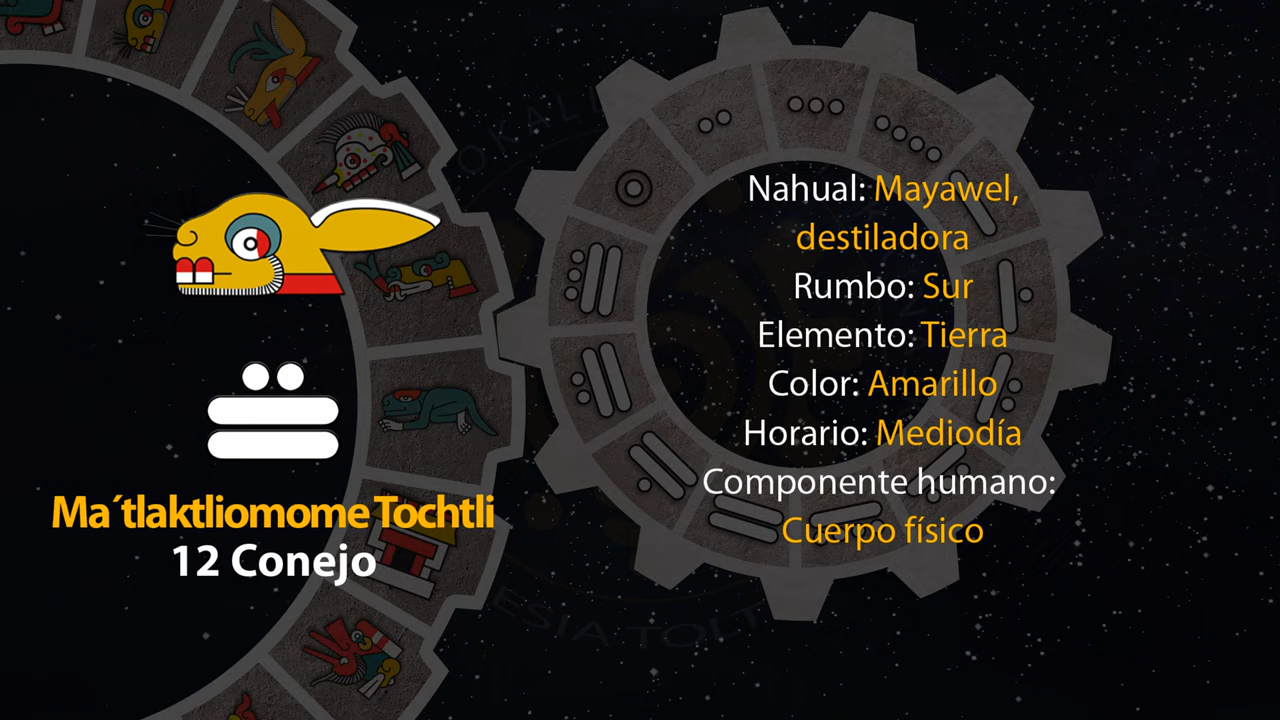 Ma´tlaktliomome Tochtli
12 Conejo
Nahual: Mayawel,
destiladora
Rumbo: Sur
Elemento: Tierra
Color: Amarillo
Horario: Mediodía
Componente humano:
Cuerpo físico